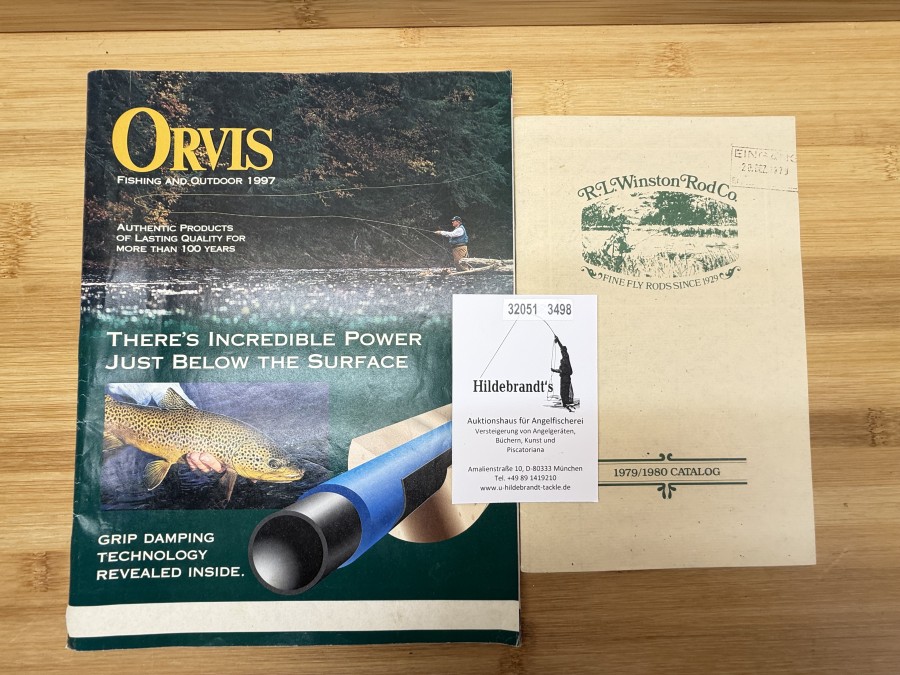 ORVIS
FISHING AND OUTDOOR 1997
AUTHENTIC PRODUCTS
OF LASTING QUALITY FOR
MORE THAN 100 YEARS
THERE'S INCREDIBLE POWER
JUST BELOW THE SURFACE
GRIP DAMPING
TECHNOLOGY
REVEALED INSIDE.
32051 3498
Hildebrandt's
Auktionshaus für Angelfischerei
Versteigerung von Angelgeräten,
Büchern, Kunst und
Piscatoriana
Amalienstraße 10, D-80333 München
Tel. +49 89 1419210
www.u-hildebrandt-tackle.de
28. DEZ. 1979
R.L. Winston Rod Co.
FINE FLY RODS SINCE 1929
1979/1980 CATALOG